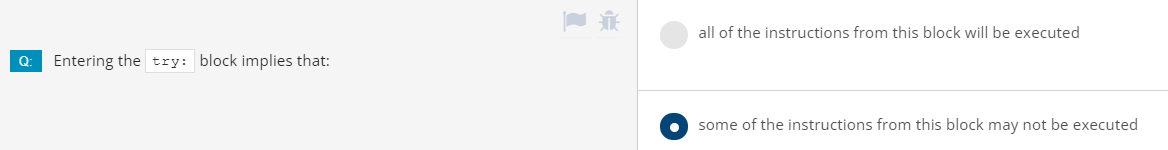 Q: Entering the try: block implies that:
all of the instructions from this block will be executed
some of the instructions from this block may not be executed